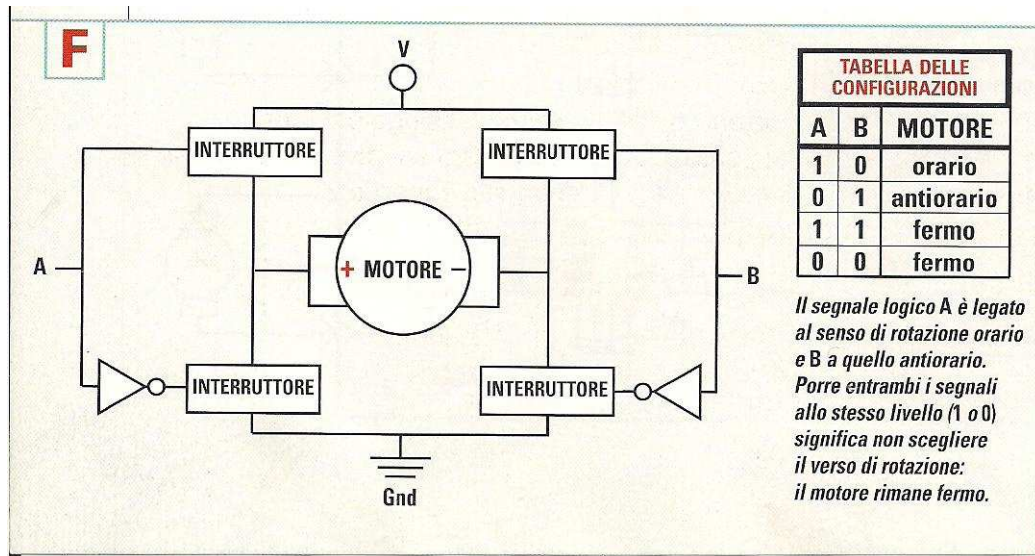 F
V
INTERRUTTORE
INTERRUTTORE
A
+ MOTORE −
B
INTERRUTTORE
INTERRUTTORE
Gnd
TABELLA DELLE
CONFIGURAZIONI
A B MOTORE
1 0 orario
0 1 antiorario
1 1 fermo
0 0 fermo
Il segnale logico A è legato
al senso di rotazione orario
e B a quello antiorario.
Porre entrambi i segnali
allo stesso livello (1 o 0)
significa non scegliere
il verso di rotazione:
il motore rimane fermo.